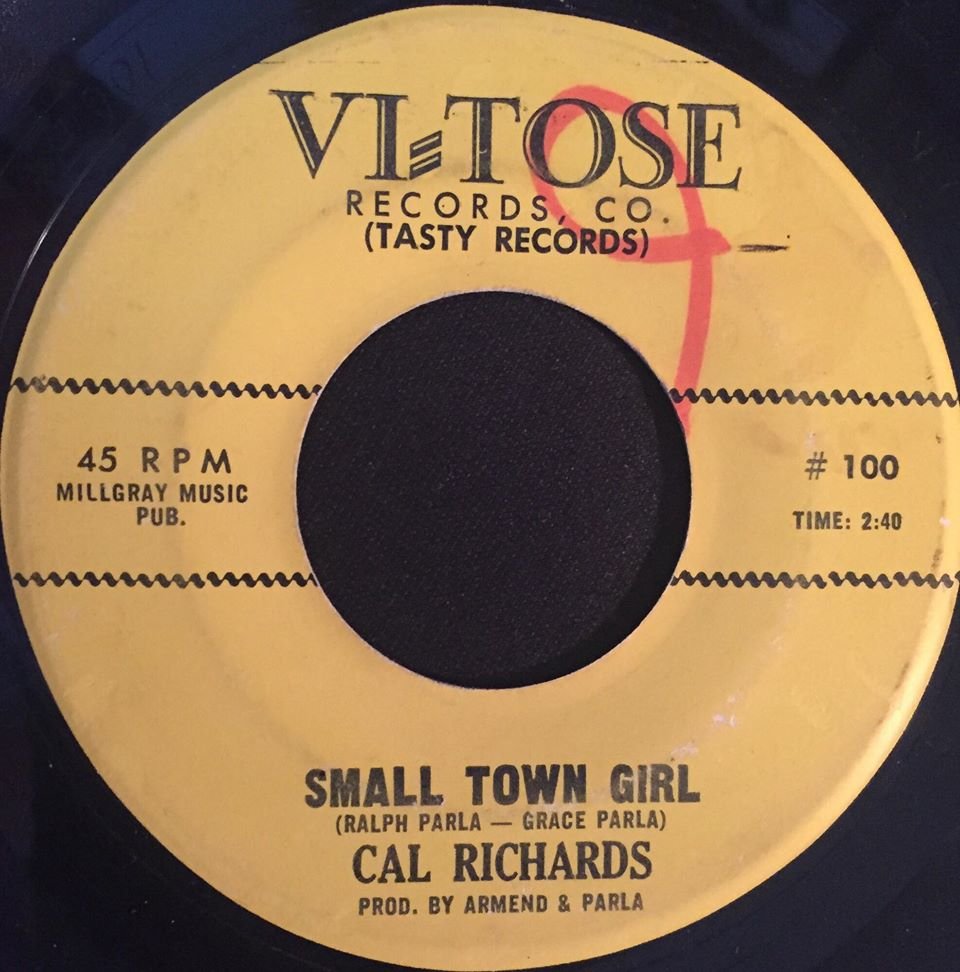 VI-TOSE
RECORDS, CO.
(TASTY RECORDS)
9
45 RPM
MILLGRAY MUSIC
PUB.
# 100
TIME: 2:40
SMALL TOWN GIRL
(RALPH PARLA — GRACE PARLA)
CAL RICHARDS
PROD. BY ARMEND & PARLA